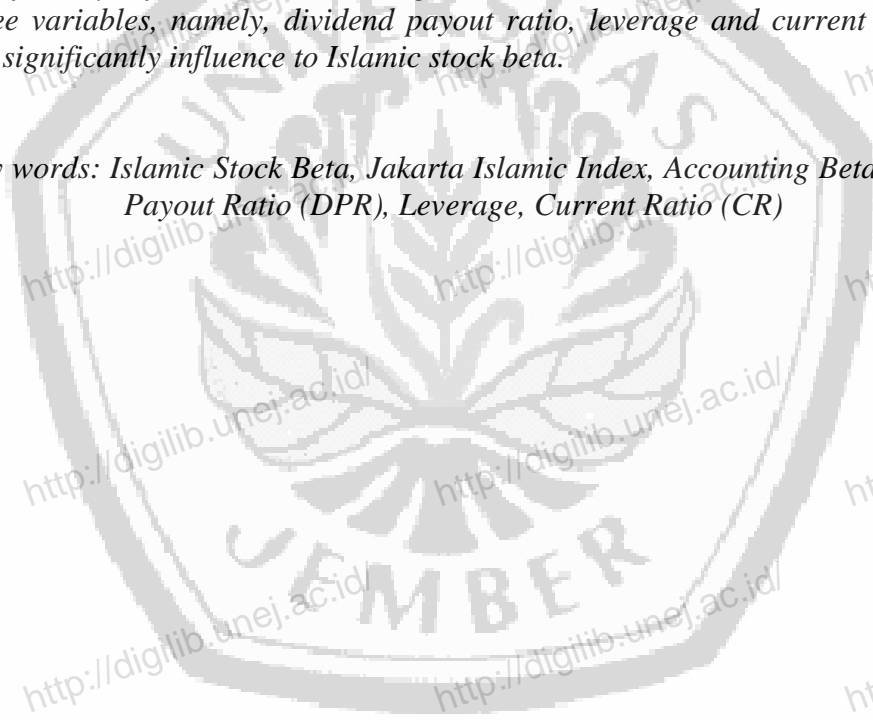 ee variables, namely, dividend payout ratio, leverage and current
significantly influence to Islamic stock beta.
words: Islamic Stock Beta, Jakarta Islamic Index, Accounting Beta
Payout Ratio (DPR), Leverage, Current Ratio (CR)
UNIVERSITAS
JEMBER
http://digilib.unej.ac.id/
http://digilib.unej.ac.id/
http://digilib.unej.ac.id/
http://digilib.unej.ac.id/
http://digilib.unej.ac.id/
http://digilib.unej.ac.id/